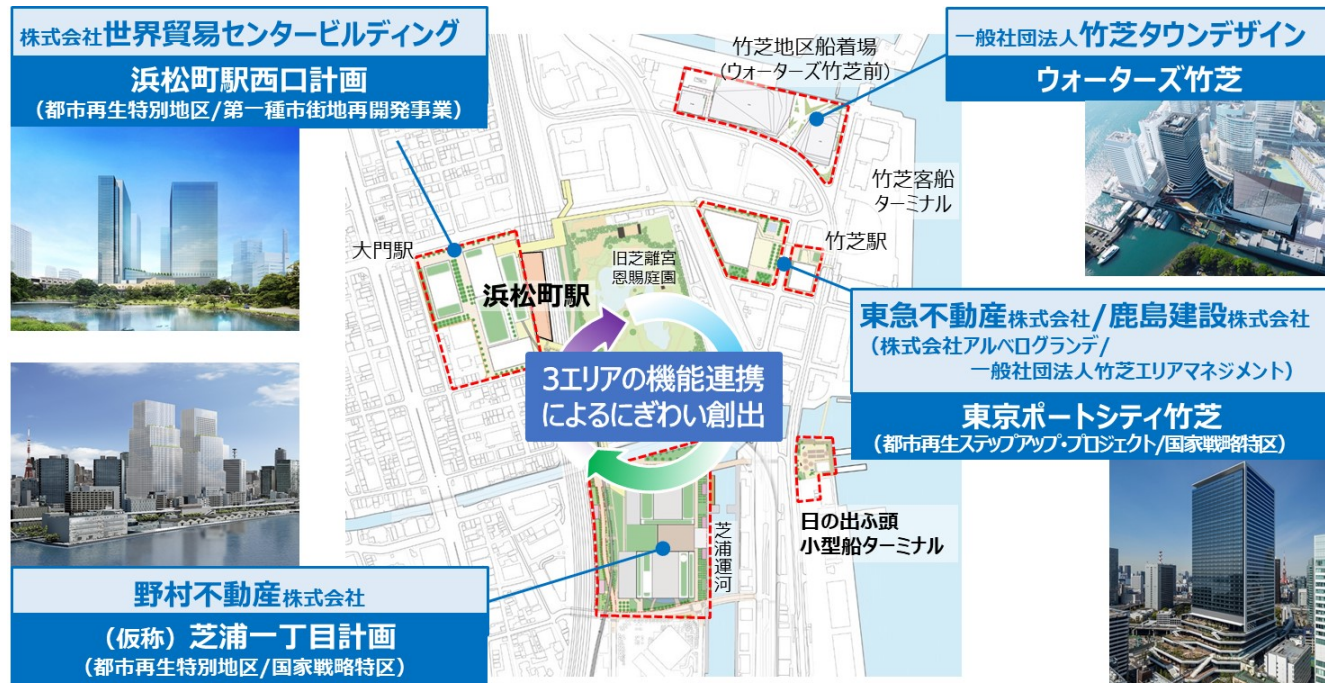 株式会社世界貿易センタービルディング
浜松町駅西口計画
（都市再生特別地区/第一種市街地再開発事業）
一般社団法人竹芝タウンデザイン
ウォーターズ竹芝
竹芝地区船着場
（ウォーターズ竹芝前）
竹芝客船
ターミナル
大門駅
浜松町駅
旧芝離宮
恩賜庭園
竹芝駅
東急不動産株式会社/鹿島建設株式会社
（株式会社アルベログランデ/
一般社団法人竹芝エリアマネジメント）
東京ポートシティ竹芝
（都市再生ステップアップ・プロジェクト/国家戦略特区）
3エリアの機能連携
によるにぎわい創出
日の出ふ頭
小型船ターミナル
芝浦運河
野村不動産株式会社
（仮称）芝浦一丁目計画
（都市再生特別地区/国家戦略特区）